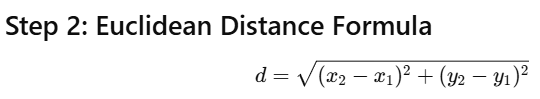 Step 2: Euclidean Distance Formula
d = √(x₂ − x₁)² + (y₂ − y₁)²